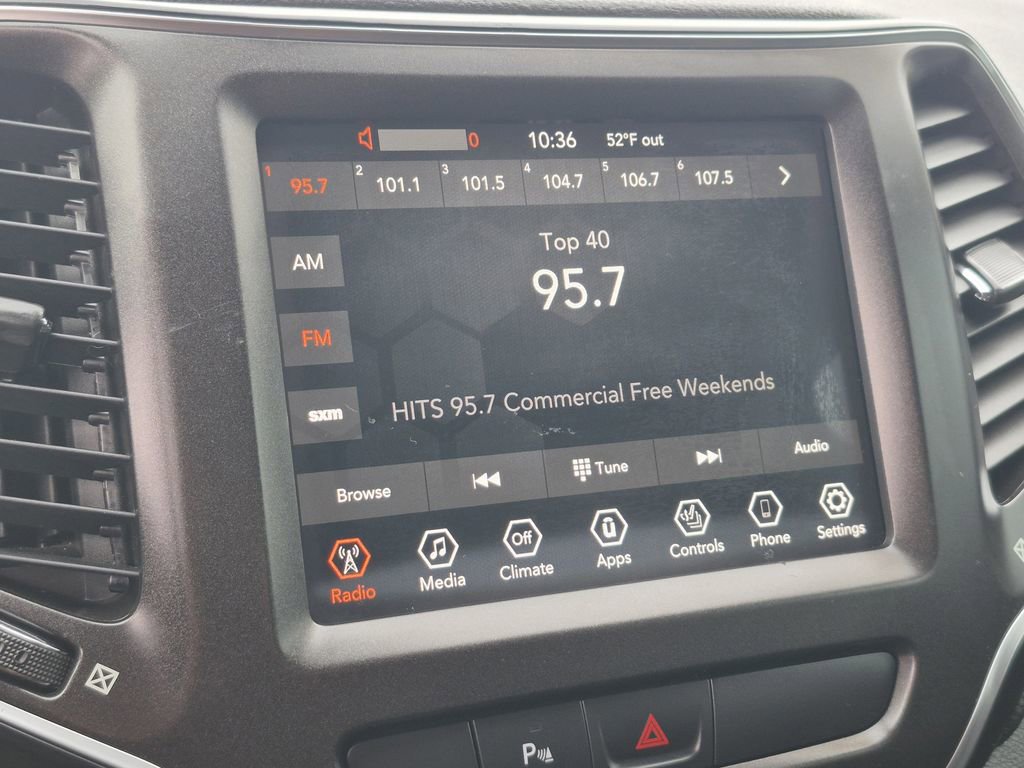 0 10:36 52°F out
1 95.7 2 101.1 3 101.5 4 104.7 5 106.7 6 107.5
Top 40
AM
95.7
FM
HITS 95.7 Commercial Free Weekends
sxm
Browse Tune Audio
Off
Radio Media Climate Apps Controls Phone Settings
P